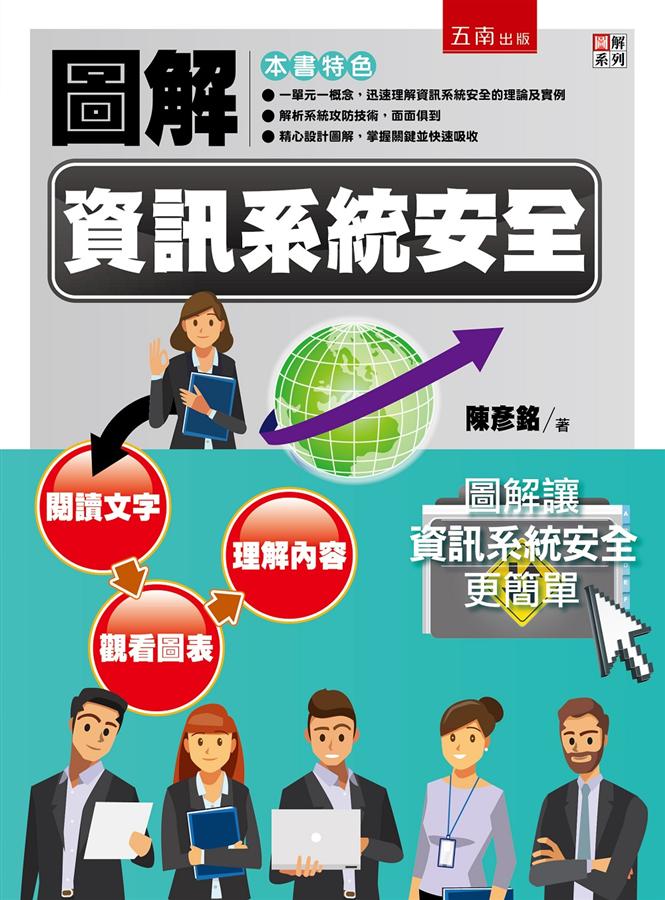 五南出版
圖解
系列
圖解
本書特色
● 一單元一概念，迅速理解資訊系統安全的理論及實例
● 解析系統攻防技術，面面俱到
● 精心設計圖解，掌握關鍵並快速吸收
資訊系統安全
陳彥銘/著
閱讀文字
理解內容
觀看圖表
圖解讓
資訊系統安全
更簡單